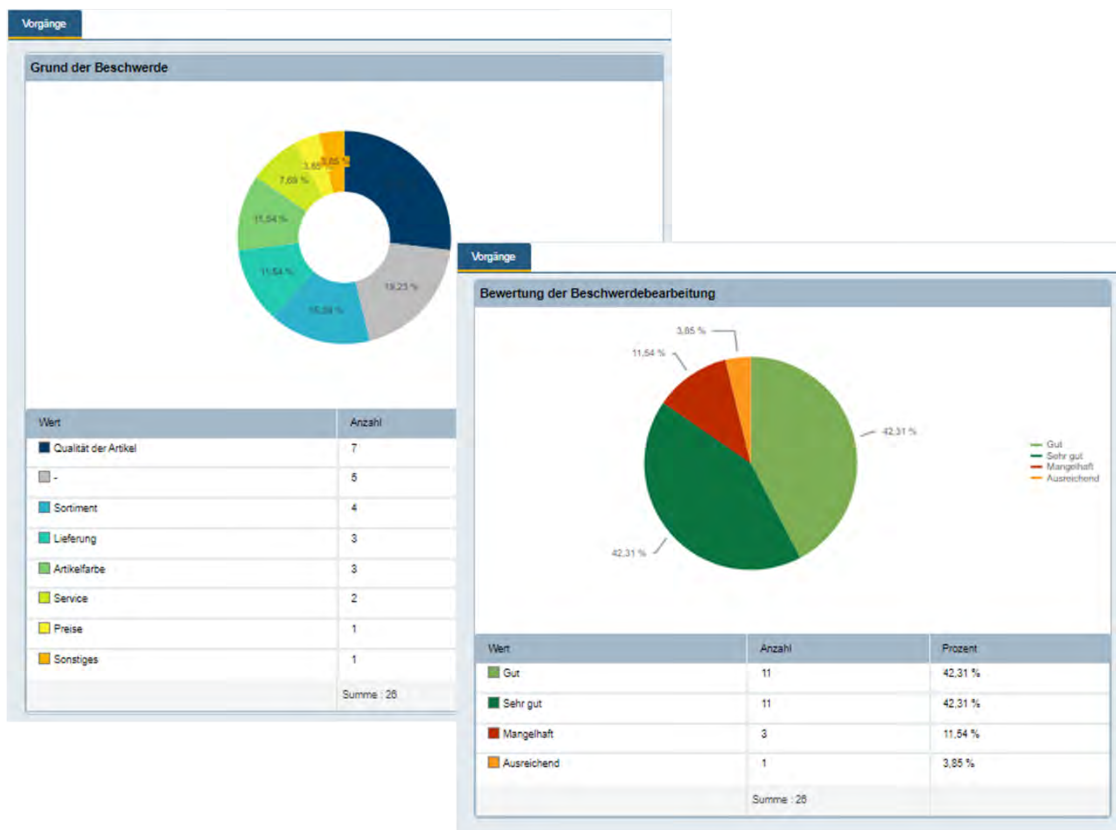 Vorgänge
Grund der Beschwerde
3,85 %
3,85 %
7,69 %
11,54 %
11,54 %
15,38 %
19,23 %
Wert Anzahl
Qualität der Artikel 7
- 5
Sortiment 4
Lieferung 3
Artikelfarbe 3
Service 2
Preise 1
Sonstiges 1
Summe : 26
Vorgänge
Bewertung der Beschwerdebearbeitung
3,85 %
11,54 %
42,31 %
42,31 %
Gut
Sehr gut
Mangelhaft
Ausreichend
Wert Anzahl Prozent
Gut 11 42,31 %
Sehr gut 11 42,31 %
Mangelhaft 3 11,54 %
Ausreichend 1 3,85 %
Summe : 26